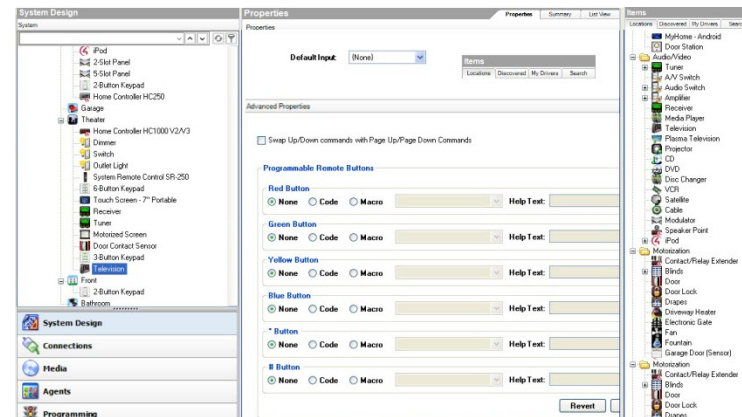 System Design
System
iPod
2-Slot Panel
5-Slot Panel
2-Button Keypad
Home Controller HC250
Garage
Theater
Home Controller HC1000 V2/V3
Dimmer
Switch
Outlet Light
System Remote Control SR-250
6-Button Keypad
Touch Screen - 7" Portable
Receiver
Tuner
Motorized Screen
Door Contact Sensor
3-Button Keypad
Television
Front
2-Button Keypad
Bathroom
System Design
Connections
Media
Agents
Programming
Properties
Properties Summary List View
Properties
Default Input: (None)
Items
Locations Discovered My Drivers Search
Advanced Properties
Swap Up/Down commands with Page Up/Page Down Commands
Programmable Remote Buttons
Red Button
None Code Macro Help Text:
Green Button
None Code Macro Help Text:
Yellow Button
None Code Macro Help Text:
Blue Button
None Code Macro Help Text:
* Button
None Code Macro Help Text:
# Button
None Code Macro Help Text:
Revert
Items
Locations Discovered My Drivers Searc
MyHome - Android
Door Station
Audio/Video
Tuner
A/V Switch
Audio Switch
Amplifier
Receiver
Media Player
Television
Plasma Television
Projector
CD
DVD
Disc Changer
VCR
Satellite
Cable
Modulator
Speaker Point
iPod
Motorization
Contact/Relay Extender
Blinds
Door
Door Lock
Drapes
Driveway Heater
Electronic Gate
Fan
Fountain
Garage Door (Sensor)
Motorization
Contact/Relay Extender
Blinds
Door
Door Lock
Drapes